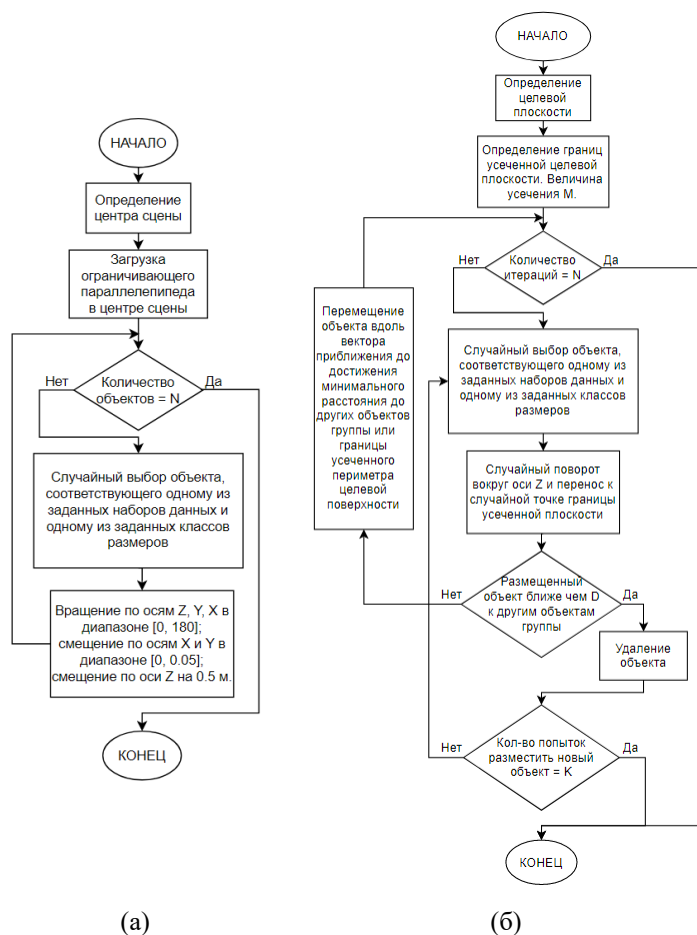 НАЧАЛО
Определение
центра сцены
Загрузка
ограничивающего
параллелепипеда
в центре сцены
Нет
Количество
объектов = N
Да
Случайный выбор объекта,
соответствующего одному из
заданных наборов данных и
одному из заданных классов
размеров
Вращение по осям Z, Y, X в
диапазоне [0, 180];
смещение по осям X и Y в
диапазоне [0, 0.05];
смещение по оси Z на 0.5 м.
КОНЕЦ
(а)
НАЧАЛО
Определение
целевой
плоскости
Определение границ
усеченной целевой
плоскости. Величина
усечения М.
Нет
Количество
итераций = N
Да
Перемещение
объекта вдоль
вектора
приближения до
достижения
минимального
расстояния до
других объектов
группы или
границы
усеченного
периметра
целевой
поверхности
Случайный выбор объекта,
соответствующего одному из
заданных наборов данных и
одному из заданных классов
размеров
Случайный поворот
вокруг оси Z и перенос к
случайной точке границы
усеченной плоскости
Нет
Размещенный
объект ближе чем D
к другим объектам
группы
Да
Удаление
объекта
Нет
Кол-во попыток
разместить новый
объект = K
Да
КОНЕЦ
(б)